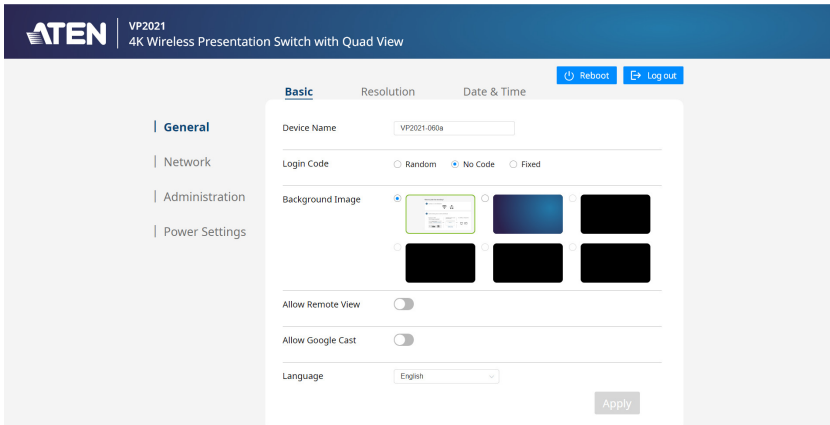 ATEN
VP2021
4K Wireless Presentation Switch with Quad View
Reboot
Log out
Basic
Resolution
Date & Time
General
Network
Administration
Power Settings
Device Name
VP2021-060a
Login Code
Random
No Code
Fixed
Background Image
Allow Remote View
Allow Google Cast
Language
English
Apply